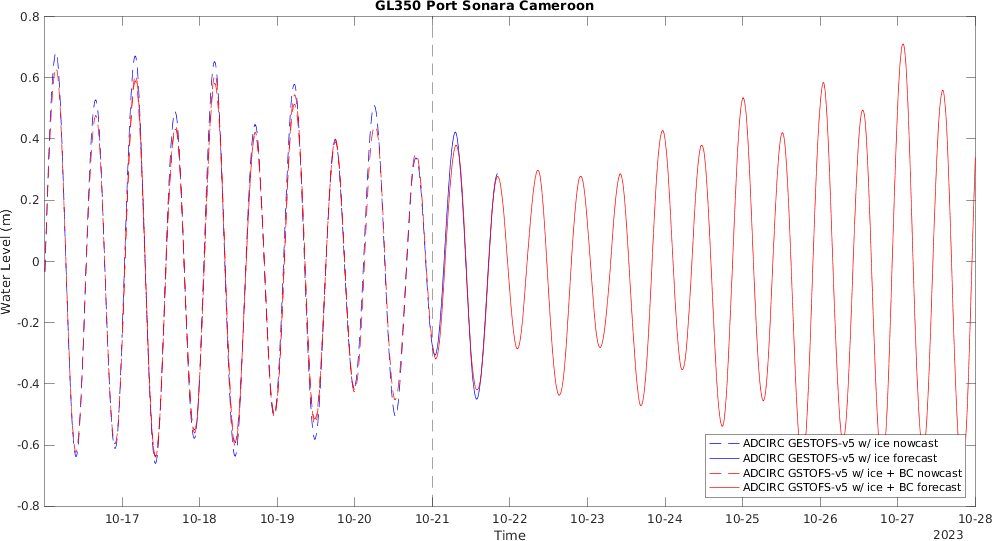 GL350 Port Sonara Cameroon
0.8
0.6
0.4
0.2
0
-0.2
-0.4
-0.6
-0.8
Water Level (m)
ADCIRC GESTOFS-v5 w/ ice nowcast
ADCIRC GESTOFS-v5 w/ ice forecast
ADCIRC GSTOFS-v5 w/ ice + BC nowcast
ADCIRC GSTOFS-v5 w/ ice + BC forecast
10-17 10-18 10-19 10-20 10-21 10-22 10-23 10-24 10-25 10-26 10-27 10-28
Time
2023